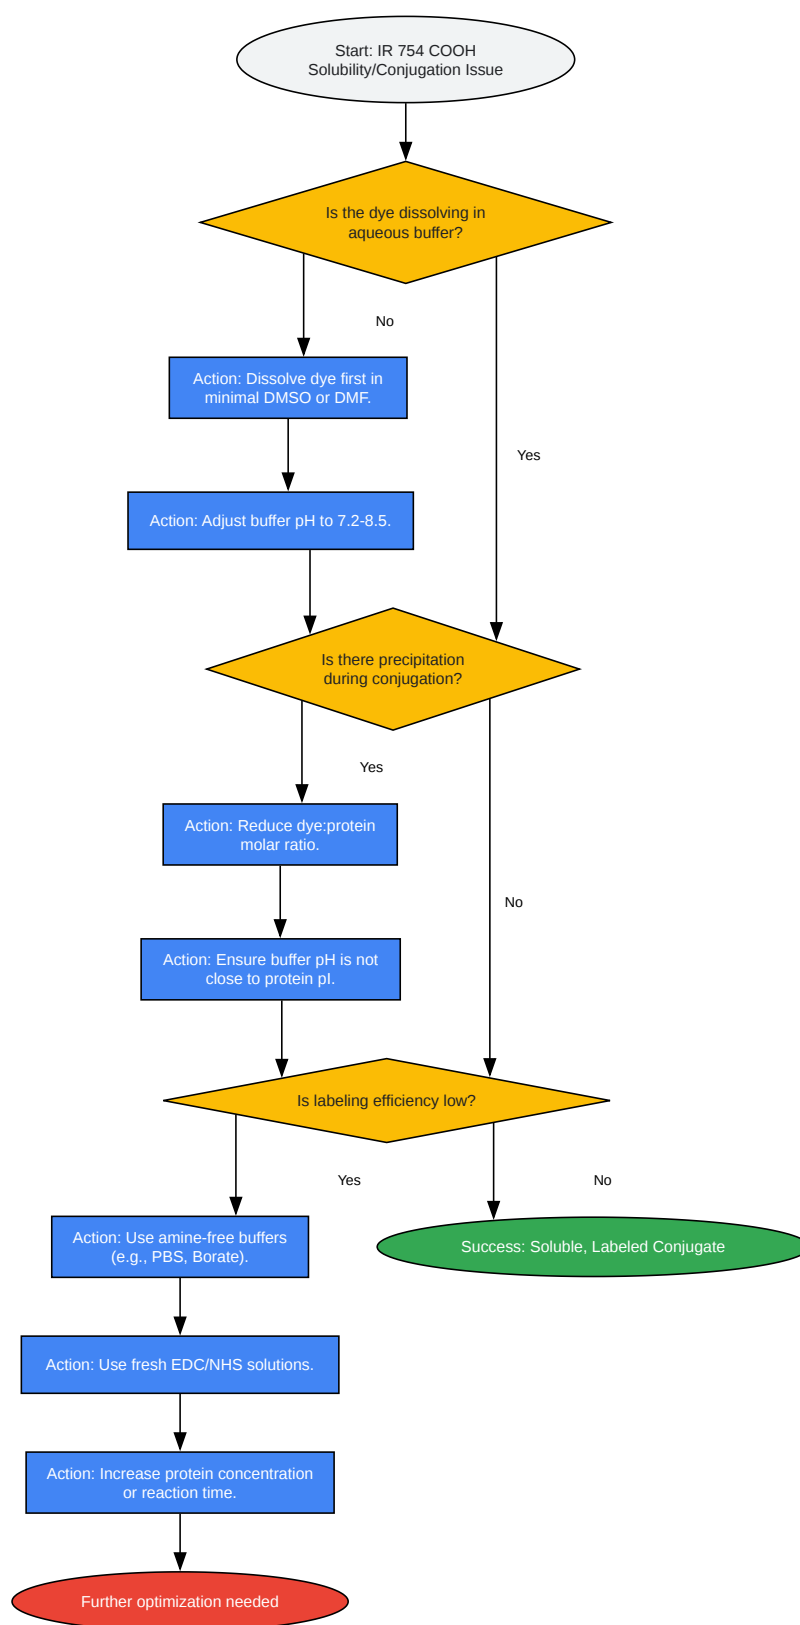 Start: IR 754 COOH
Solubility/Conjugation Issue
Is the dye dissolving in
aqueous buffer?
No
Action: Dissolve dye first in
minimal DMSO or DMF.
Yes
Action: Adjust buffer pH to 7.2-8.5.
Is there precipitation
during conjugation?
Yes
Action: Reduce dye:protein
molar ratio.
No
Action: Ensure buffer pH is not
close to protein pI.
Is labeling efficiency low?
Yes
No
Action: Use amine-free buffers
(e.g., PBS, Borate).
Success: Soluble, Labeled Conjugate
Action: Use fresh EDC/NHS solutions.
Action: Increase protein concentration
or reaction time.
Further optimization needed